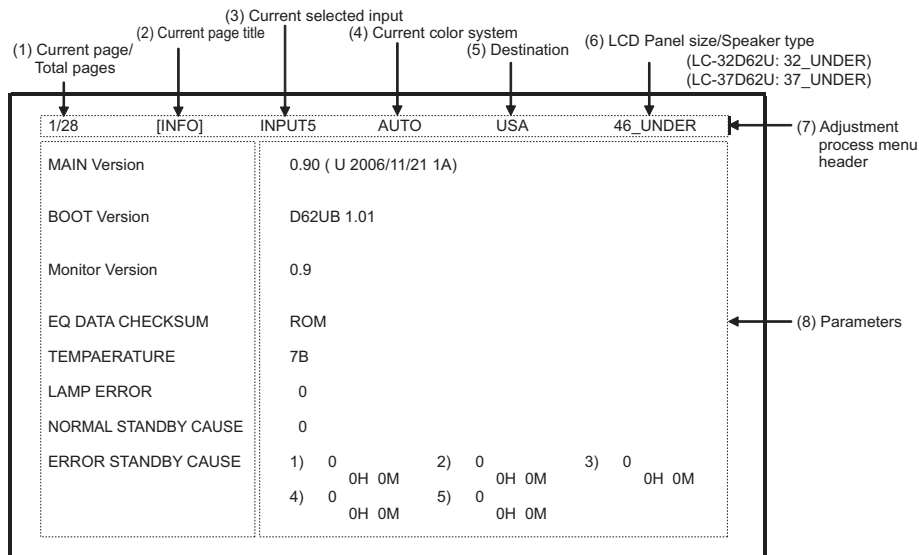 (3) Current selected input
(2) Current page title
(4) Current color system
(1) Current page/
Total pages
(5) Destination
(6) LCD Panel size/Speaker type
(LC-32D62U: 32_UNDER)
(LC-37D62U: 37_UNDER)
1/28 [INFO] INPUT5 AUTO USA 46_UNDER
(7) Adjustment
process menu
header
MAIN Version 0.90 ( U 2006/11/21 1A)
BOOT Version D62UB 1.01
Monitor Version 0.9
EQ DATA CHECKSUM ROM
(8) Parameters
TEMPAERATURE 7B
LAMP ERROR 0
NORMAL STANDBY CAUSE 0
ERROR STANDBY CAUSE 1) 0 2) 0 3) 0
0H 0M 0H 0M 0H 0M
4) 0 5) 0
0H 0M 0H 0M